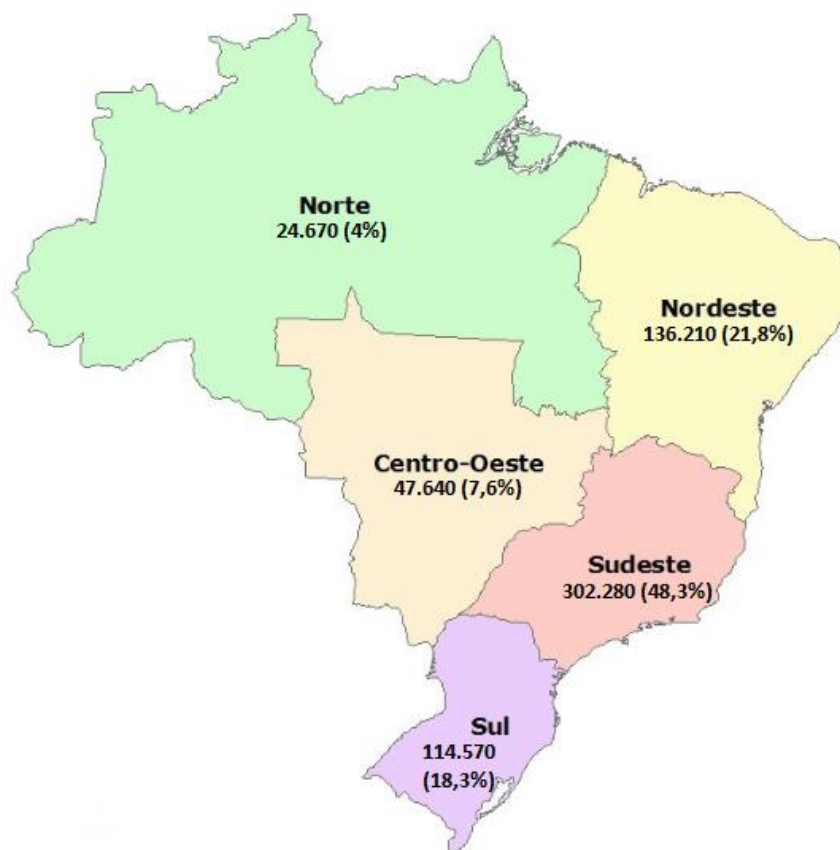 Norte
24.670 (4%)
Nordeste
136.210 (21,8%)
Centro-Oeste
47.640 (7,6%)
Sudeste
302.280 (48,3%)
Sul
114.570
(18,3%)